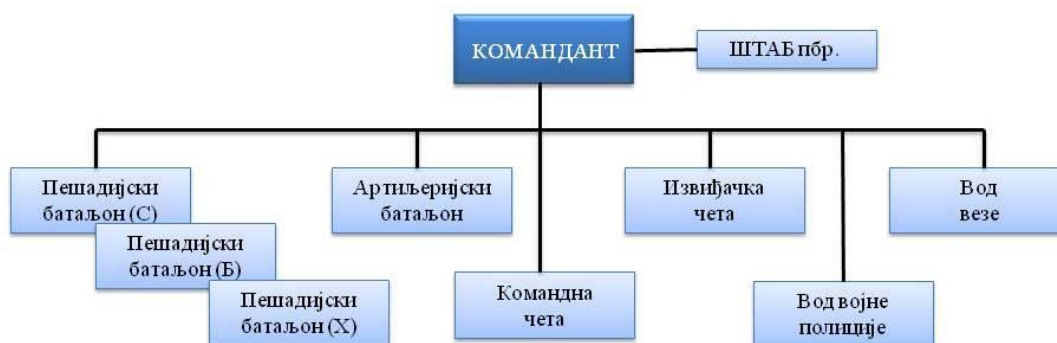 КОМАНДАНТ
ШТАБ пбр.
Пешадијски
батаљон (С)
Пешадијски
батаљон (Б)
Пешадијски
батаљон (Х)
Артиљеријски
батаљон
Командна
чета
Извиђачка
чета
Вод војне
полиције
Вод
везе